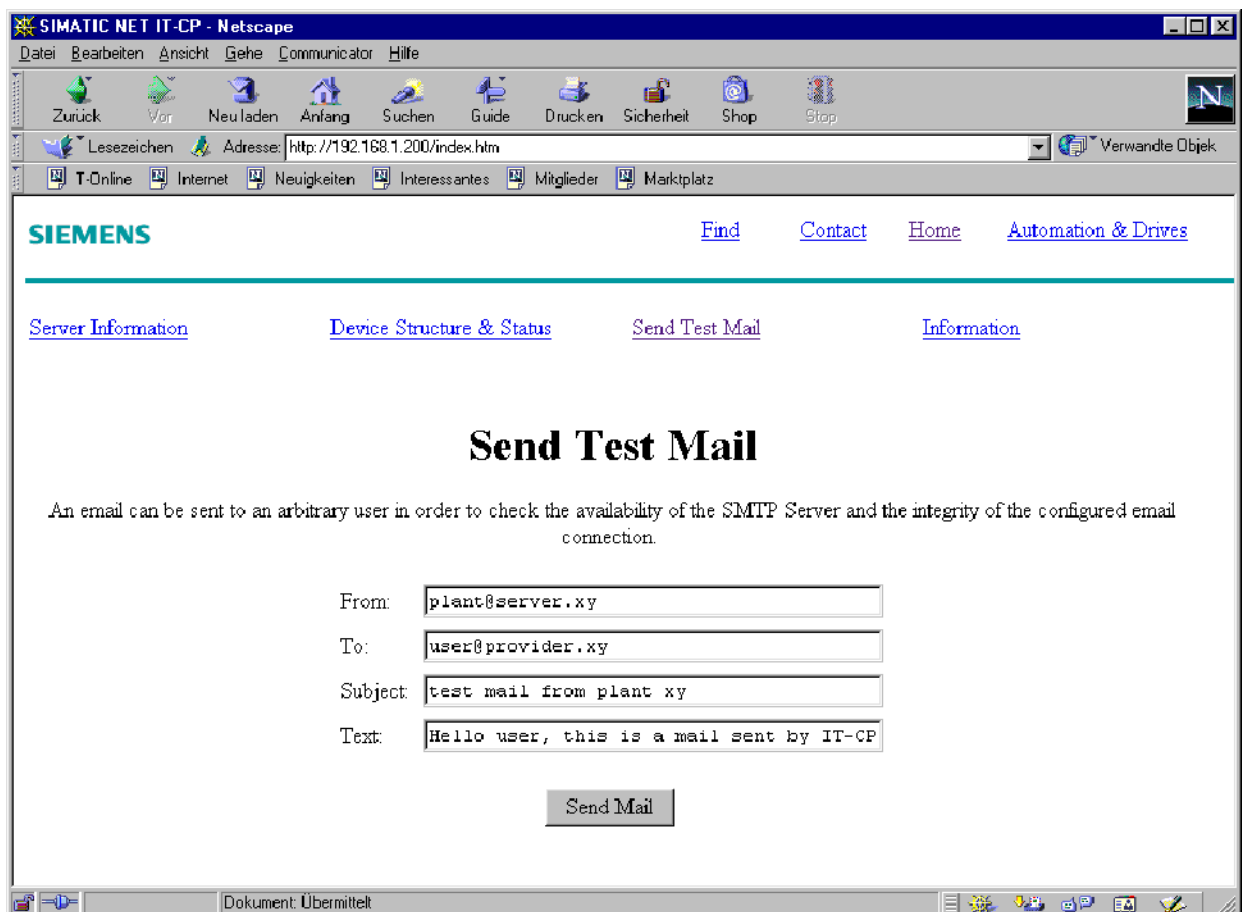 SIMATIC NET IT-CP - Netscape
Datei Bearbeiten Ansicht Gehe Communicator Hilfe
Zurück Vor Neu laden Anfang Suchen Guide Drucken Sicherheit Shop Stop
N
Lesezeichen Adresse: http://192.168.1.200/index.htm Verwandte Objek
T-Online Internet Neuigkeiten Interessantes Mitglieder Marktplatz
SIEMENS Find Contact Home Automation & Drives
Server Information Device Structure & Status Send Test Mail Information
Send Test Mail
An email can be sent to an arbitrary user in order to check the availability of the SMTP Server and the integrity of the configured email
connection.
From: plant@server.xy
To: user@provider.xy
Subject: test mail from plant xy
Text: Hello user, this is a mail sent by IT-CP
Send Mail
Dokument: Übermittelt